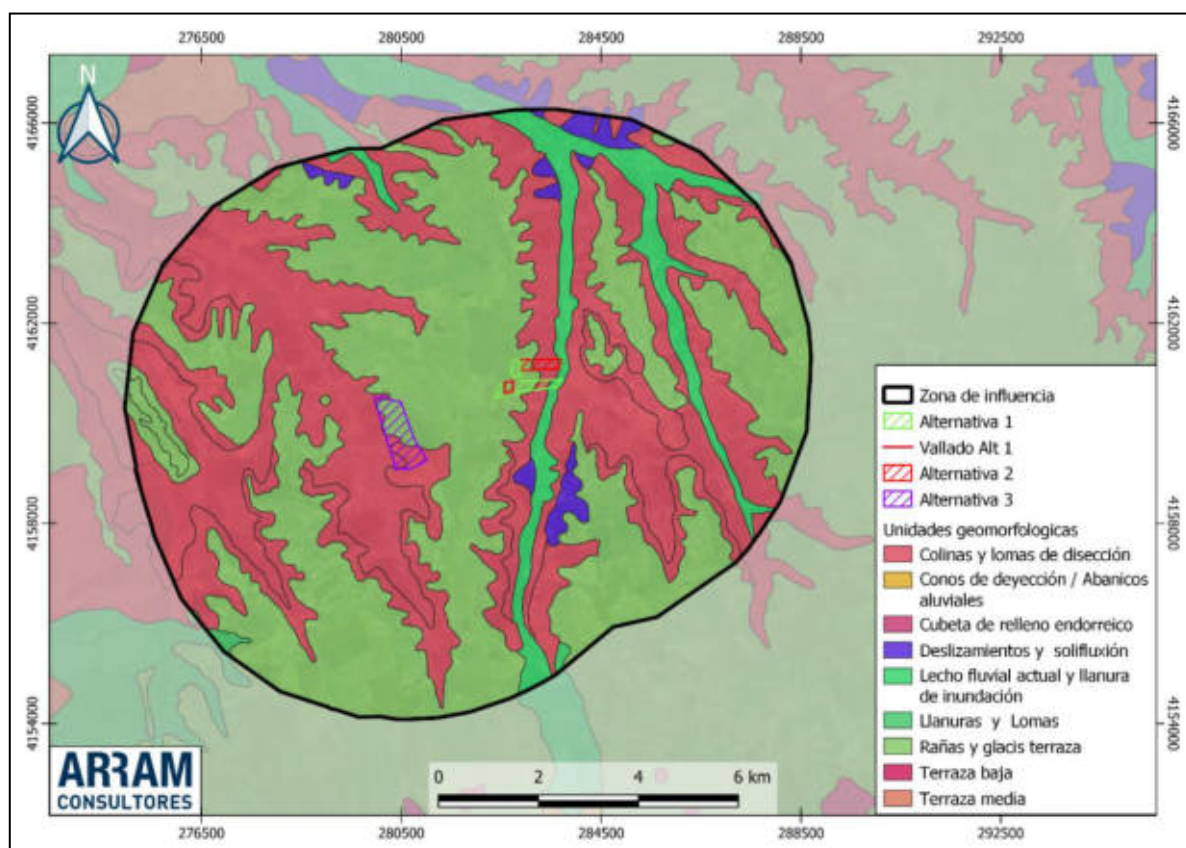 276500 280500 284500 288500 292500
N
4166000 4166000
4162000 4162000
4158000 4158000
4154000 4154000
Zona de influencia
Alternativa 1
Vallado Alt 1
Alternativa 2
Alternativa 3
Unidades geomorfologicas
Colinas y lomas de disección
Conos de deyección / Abanicos
aluviales
Cubeta de relleno endorreico
Deslizamientos y solifluxión
Lecho fluvial actual y llanura
de inundación
Llanuras y Lomas
Rañas y glacis terraza
Terraza baja
Terraza media
ARRAM
CONSULTORES
0 2 4 6 km
276500 280500 284500 288500 292500